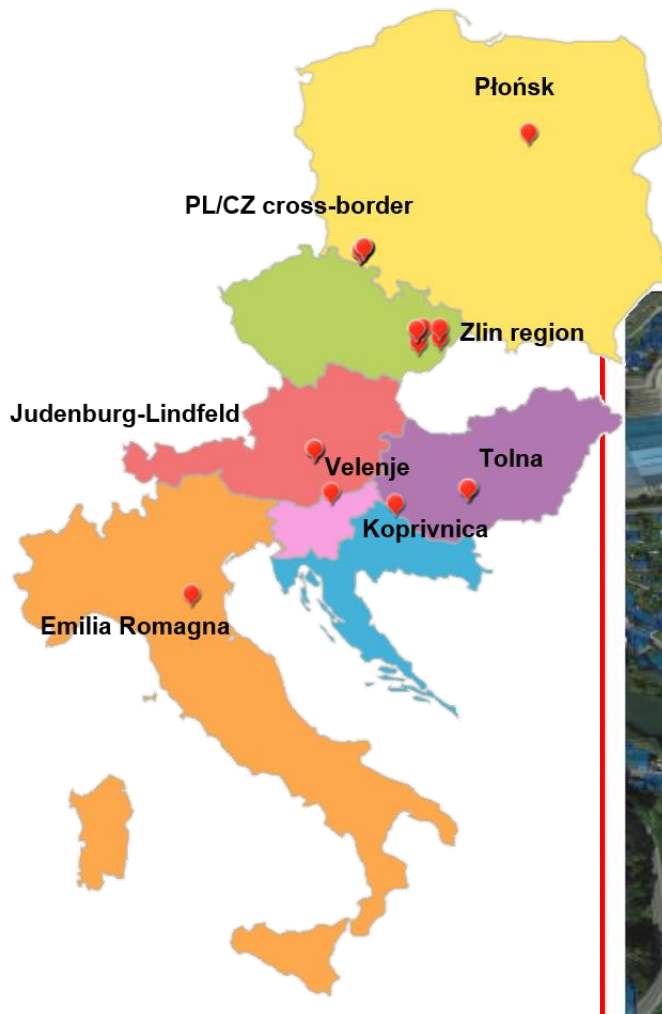 Płońsk
PL/CZ cross-border
Zlin region
Judenburg-Lindfeld
Velenje
Tolna
Koprivnica
Emilia Romagna